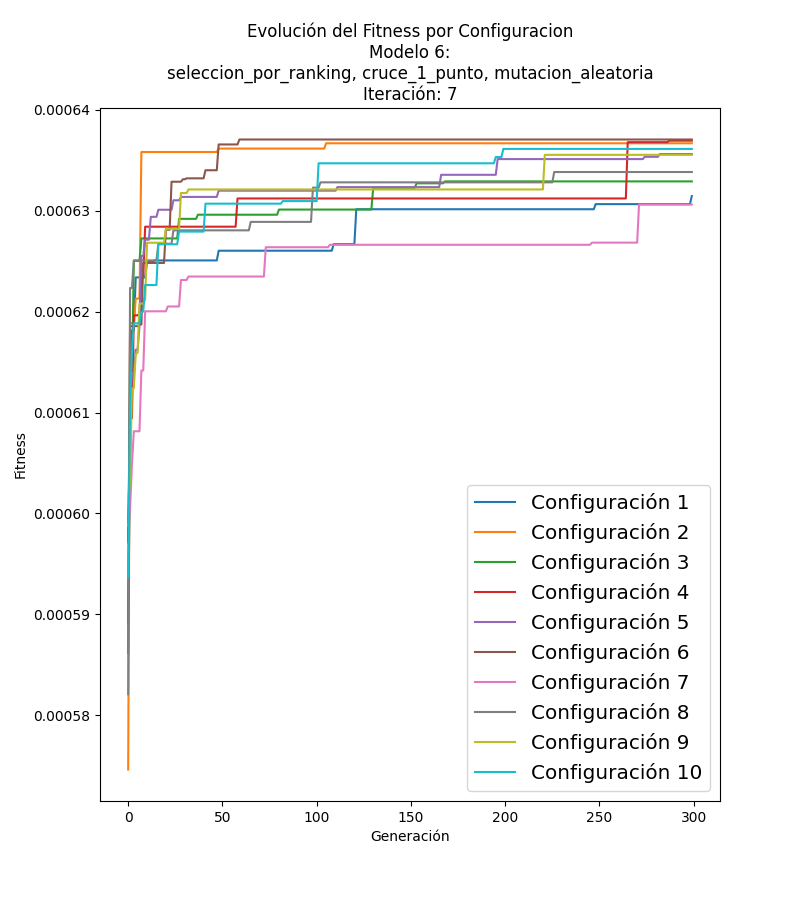 Evolución del Fitness por Configuracion
Modelo 6:
seleccion_por_ranking, cruce_1_punto, mutacion_aleatoria
Iteración: 7
0.00064
0.00063
0.00062
0.00061
0.00060
0.00059
0.00058
Fitness
Configuración 1
Configuración 2
Configuración 3
Configuración 4
Configuración 5
Configuración 6
Configuración 7
Configuración 8
Configuración 9
Configuración 10
0 50 100 150 200 250 300
Generación